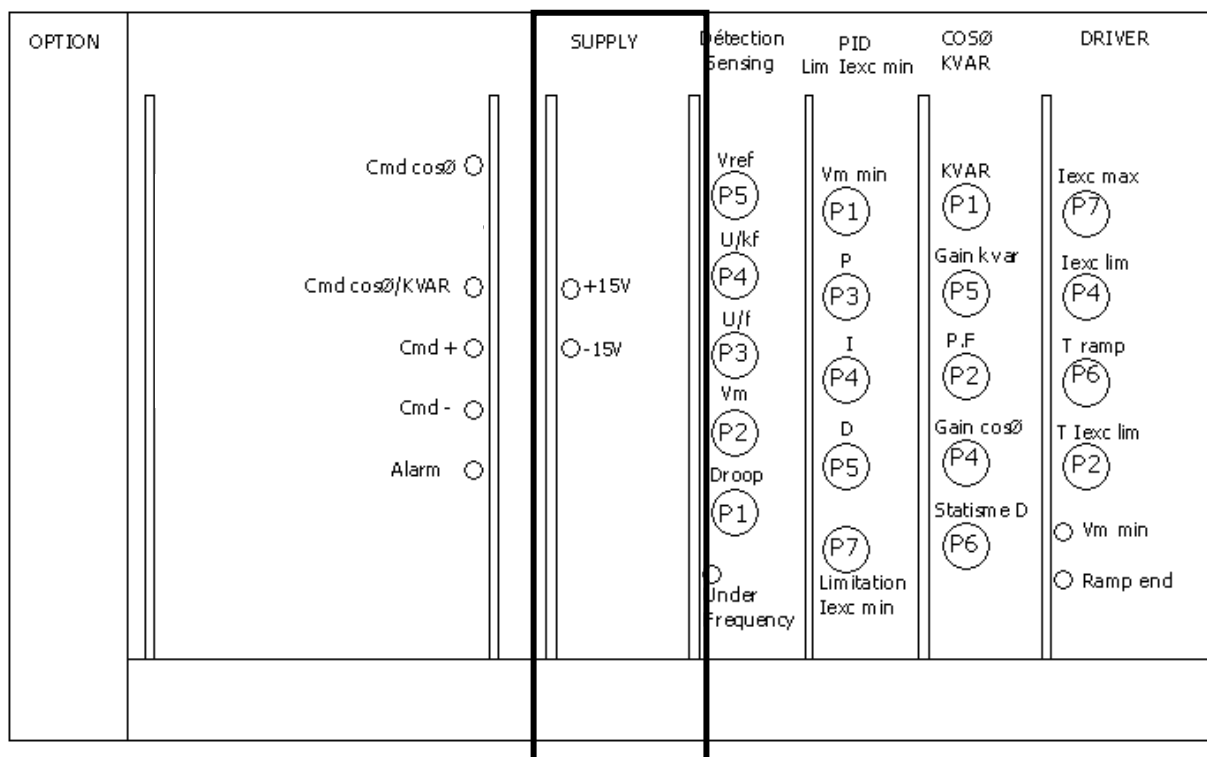 OPTION
Cmd cosØ
Cmd cosØ/KVAR
Cmd +
Cmd -
Alarm
SUPPLY
+15V
-15V
Détection
Sensing
Vref
P5
U/kf
P4
U/f
P3
Vm
P2
Droop
P1
Under
Frequency
PID
Lim Iexc min
Vm min
P1
P
P3
I
P4
D
P5
P7
Limitation
Iexc min
COSØ
KVAR
KVAR
P1
Gain kvar
P5
P.F
P2
Gain cosØ
P4
Statisme D
P6
DRIVER
Iexc max
P7
Iexc lim
P4
T ramp
P6
T Iexc lim
P2
Vm min
Ramp end